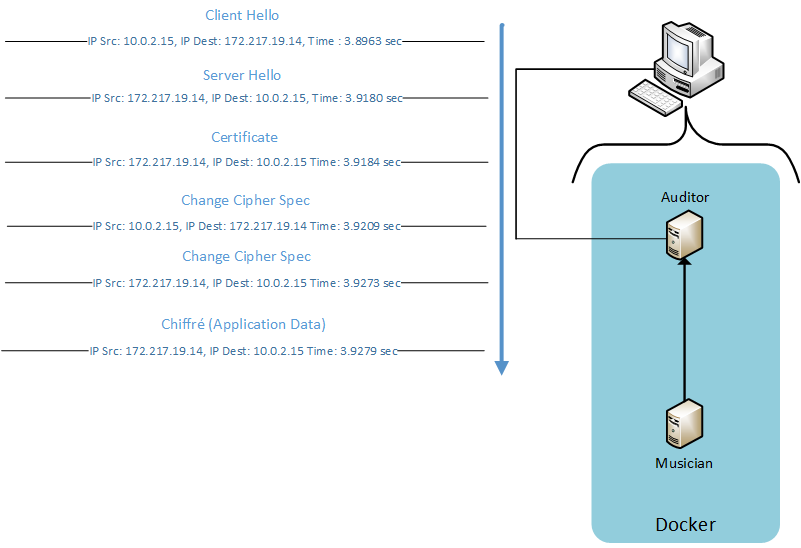 Client Hello
IP Src: 10.0.2.15, IP Dest: 172.217.19.14, Time : 3.8963 sec
Server Hello
IP Src: 172.217.19.14, IP Dest: 10.0.2.15, Time: 3.9180 sec
Certificate
IP Src: 172.217.19.14, IP Dest: 10.0.2.15 Time: 3.9184 sec
Change Cipher Spec
IP Src: 10.0.2.15, IP Dest: 172.217.19.14 Time: 3.9209 sec
Change Cipher Spec
IP Src: 172.217.19.14, IP Dest: 10.0.2.15 Time: 3.9273 sec
Chiffré (Application Data)
IP Src: 172.217.19.14, IP Dest: 10.0.2.15 Time: 3.9279 sec
Auditor
Musician
Docker